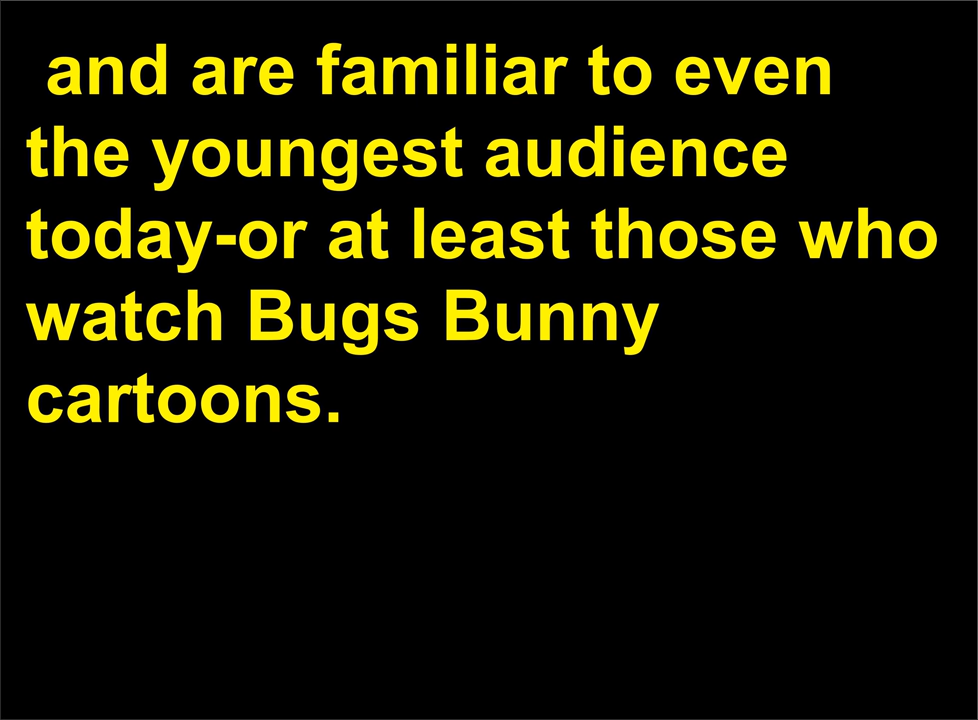 and are familiar to even
the youngest audience
today-or at least those who
watch Bugs Bunny
cartoons.